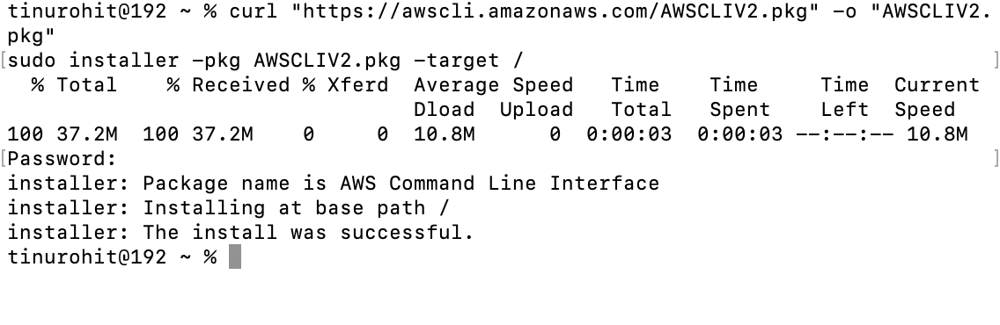 tinurohit@192 ~ % curl "https://awscli.amazonaws.com/AWSCLIV2.pkg" -o "AWSCLIV2.
pkg"
[sudo installer -pkg AWSCLIV2.pkg -target / ]
% Total % Received % Xferd Average Speed Time Time Time Current
Dload Upload Total Spent Left Speed
100 37.2M 100 37.2M 0 0 10.8M 0 0:00:03 0:00:03 --:--:-- 10.8M
[Password: ]
installer: Package name is AWS Command Line Interface
installer: Installing at base path /
installer: The install was successful.
tinurohit@192 ~ %